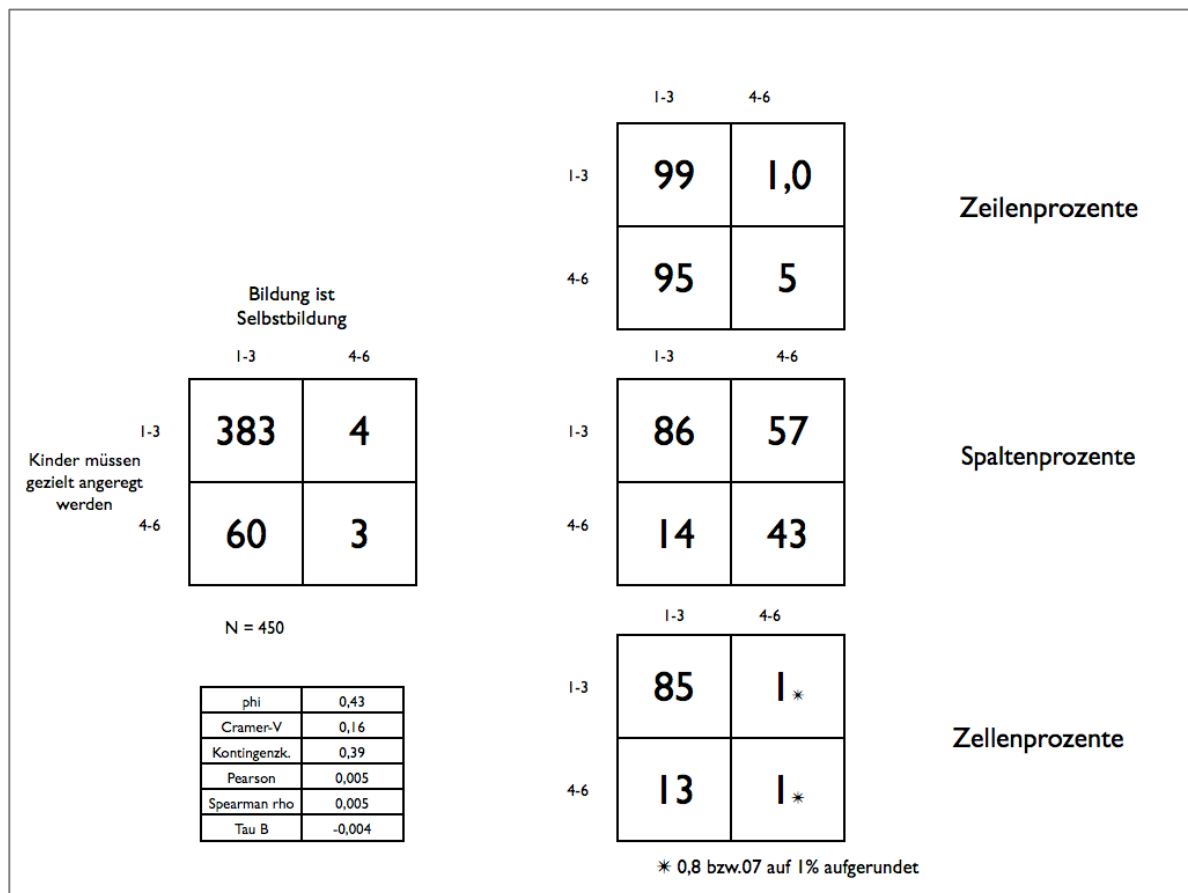 1-3 4-6
1-3 99 1,0
4-6 95 5
Zeilenprozente
Bildung ist
Selbstbildung
1-3 4-6
1-3 383 4
Kinder müssen
gezielt angeregt
werden
4-6 60 3
N = 450
1-3 4-6
1-3 86 57
4-6 14 43
Spaltenprozente
phi 0,43
Cramer-V 0,16
Kontingenzk. 0,39
Pearson 0,005
Spearman rho 0,005
Tau B -0,004
1-3 4-6
1-3 85 1*
4-6 13 1*
Zellenprozente
* 0,8 bzw.07 auf 1% aufgerundet